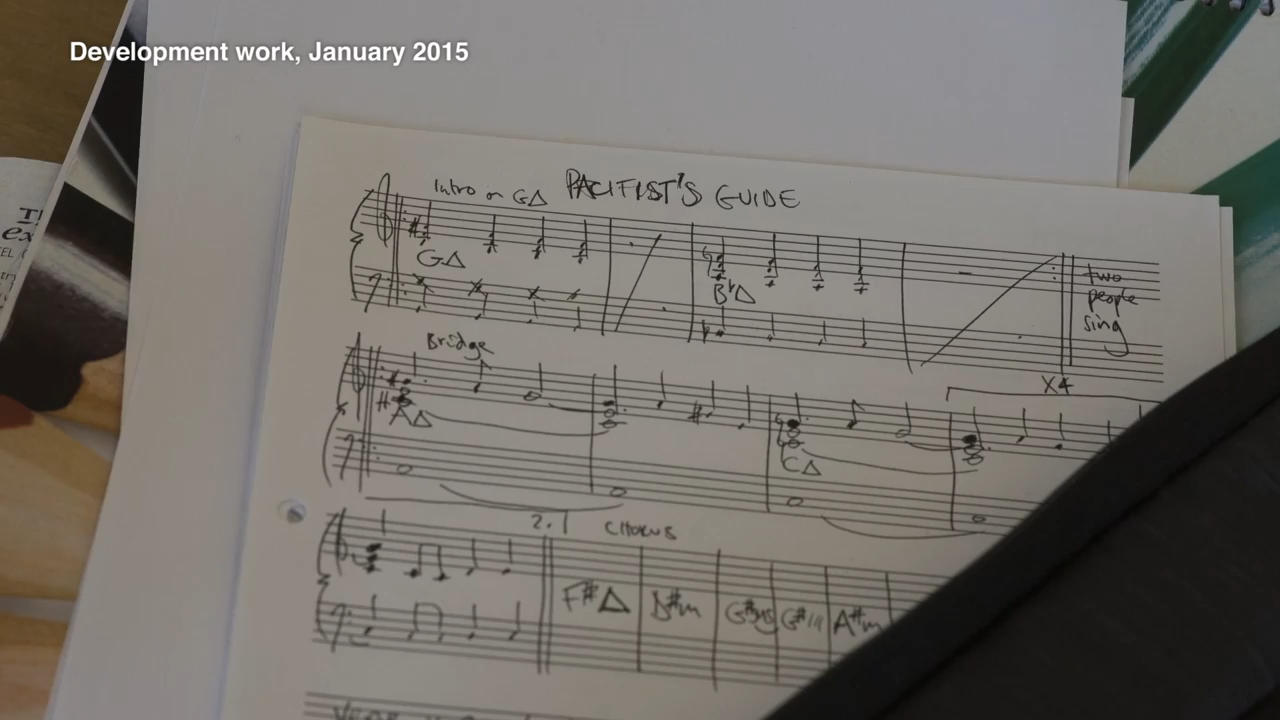 Development work, January 2015
Intro on G△ PACIFIST'S GUIDE
G△
B♭△
two
people
sing
Bridge
X4
A△
C△
2. CHORUS
F#△ D#m G# A#m